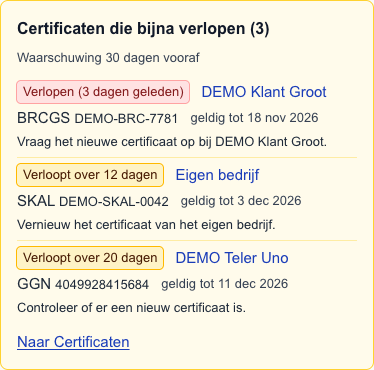 Certificaten die bijna verlopen (3)
Waarschuwing 30 dagen vooraf
Verlopen (3 dagen geleden) DEMO Klant Groot
BRCGS DEMO-BRC-7781 geldig tot 18 nov 2026
Vraag het nieuwe certificaat op bij DEMO Klant Groot.
Verloopt over 12 dagen Eigen bedrijf
SKAL DEMO-SKAL-0042 geldig tot 3 dec 2026
Vernieuw het certificaat van het eigen bedrijf.
Verloopt over 20 dagen DEMO Teler Uno
GGN 4049928415684 geldig tot 11 dec 2026
Controleer of er een nieuw certificaat is.
Naar Certificaten